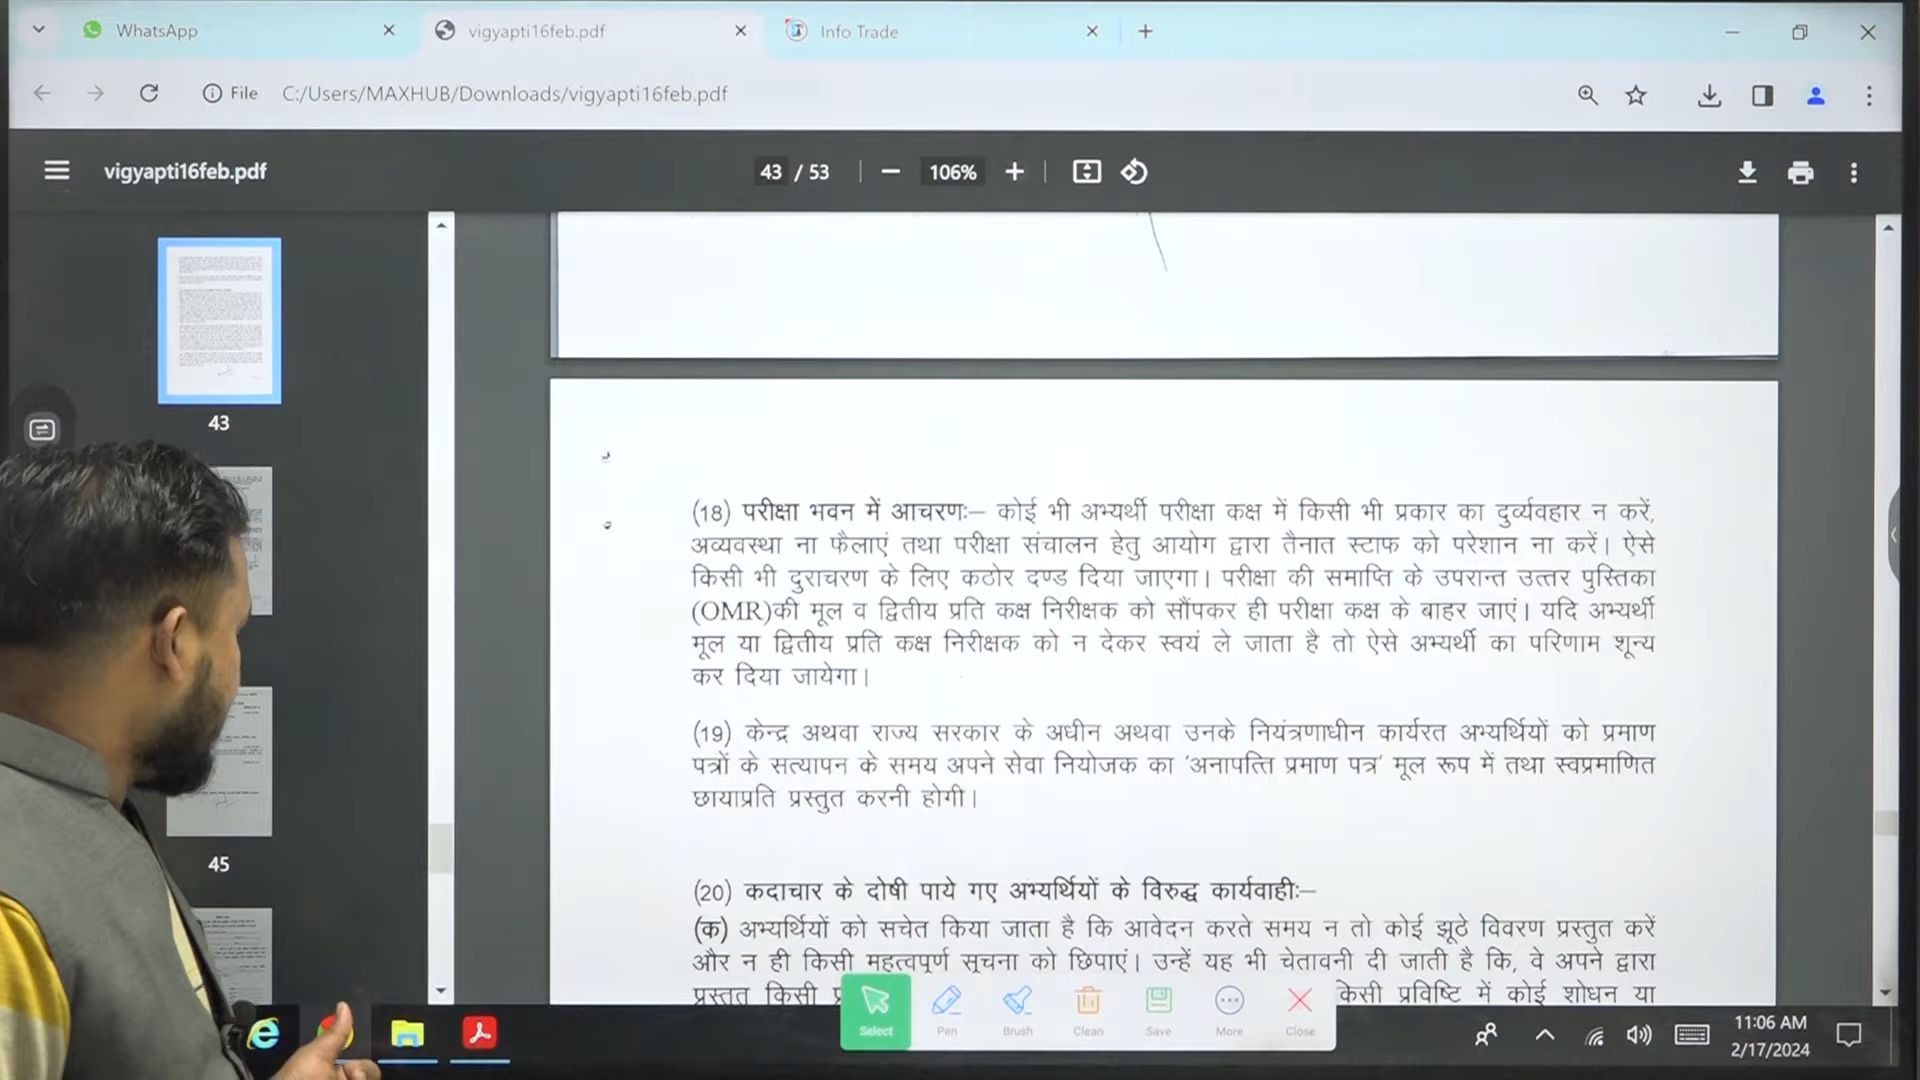 WhatsApp
vigyapti16feb.pdf
Info Trade
File C:/Users/MAXHUB/Downloads/vigyapti16feb.pdf
vigyapti16feb.pdf
43 / 53
106%
43
45
(18) परीक्षा भवन में आचरणः– कोई भी अभ्यर्थी परीक्षा कक्ष में किसी भी प्रकार का दुर्व्यवहार न करें,
अव्यवस्था ना फैलाएं तथा परीक्षा संचालन हेतु आयोग द्वारा तैनात स्टाफ को परेशान ना करें। ऐसे
किसी भी दुराचरण के लिए कठोर दण्ड दिया जाएगा। परीक्षा की समाप्ति के उपरान्त उत्तर पुस्तिका
(OMR)की मूल व द्वितीय प्रति कक्ष निरीक्षक को सौंपकर ही परीक्षा कक्ष के बाहर जाएं। यदि अभ्यर्थी
मूल या द्वितीय प्रति कक्ष निरीक्षक को न देकर स्वयं ले जाता है तो ऐसे अभ्यर्थी का परिणाम शून्य
कर दिया जायेगा।
(19) केन्द्र अथवा राज्य सरकार के अधीन अथवा उनके नियंत्रणाधीन कार्यरत अभ्यर्थियों को प्रमाण
पत्रों के सत्यापन के समय अपने सेवा नियोजक का 'अनापत्ति प्रमाण पत्र' मूल रूप में तथा स्वप्रमाणित
छायाप्रति प्रस्तुत करनी होगी।
(20) कदाचार के दोषी पाये गए अभ्यर्थियों के विरुद्ध कार्यवाहीः–
(क) अभ्यर्थियों को सचेत किया जाता है कि आवेदन करते समय न तो कोई झूठे विवरण प्रस्तुत करें
और न ही किसी महत्वपूर्ण सूचना को छिपाएं। उन्हें यह भी चेतावनी दी जाती है कि, वे अपने द्वारा
प्रस्तुत किसी किसी प्रविष्टि में कोई शोधन या
Select Pen Brush Clean Save More Close
11:06 AM
2/17/2024